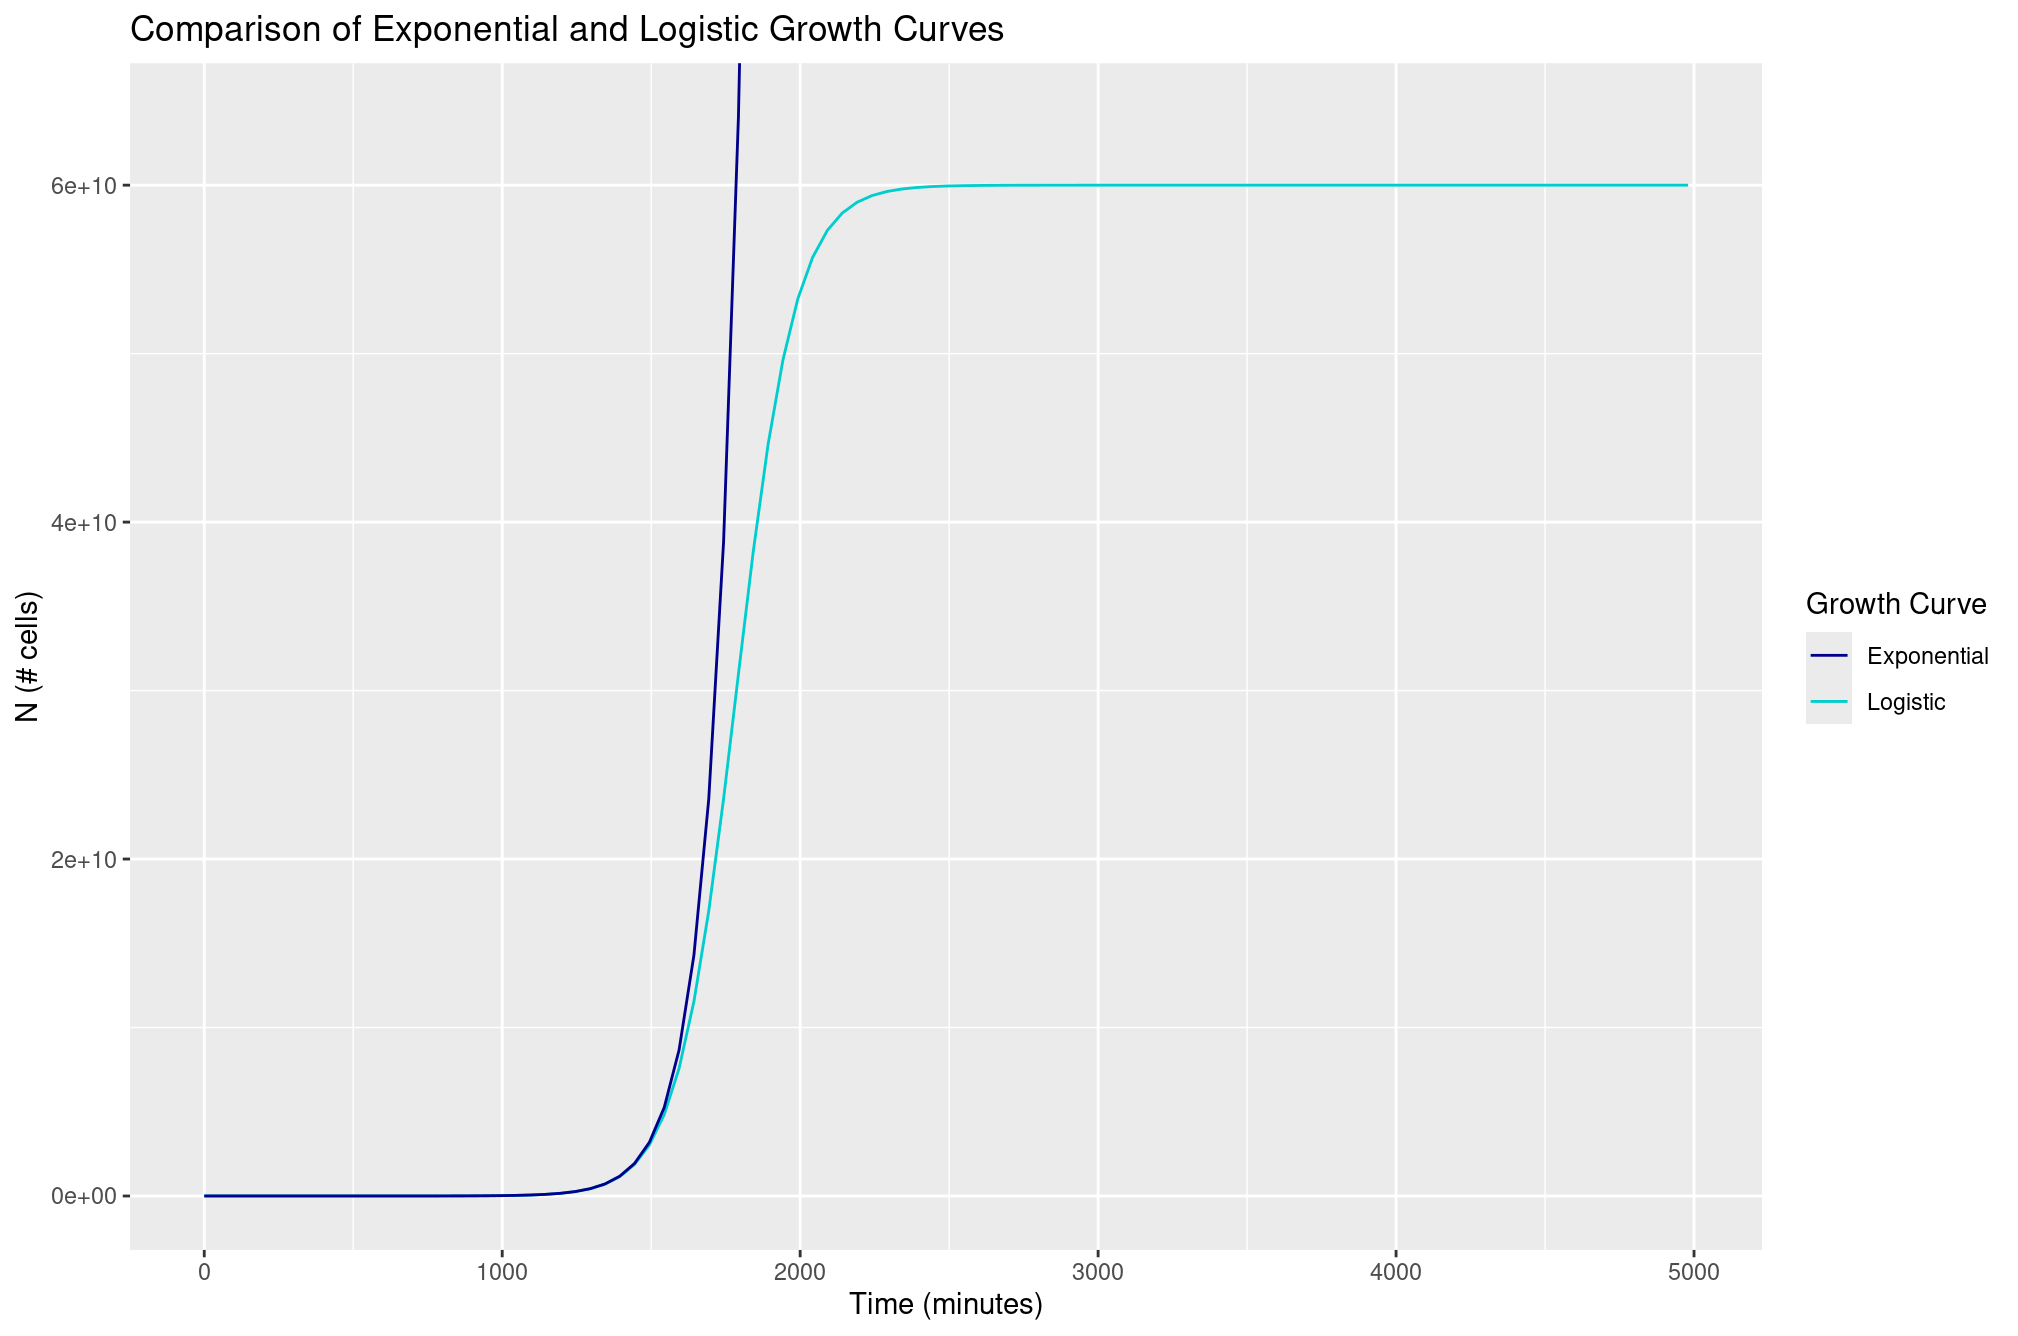 Comparison of Exponential and Logistic Growth Curves
6e+10
4e+10
2e+10
0e+00
N (# cells)
0 1000 2000 3000 4000 5000
Time (minutes)
Growth Curve
Exponential
Logistic